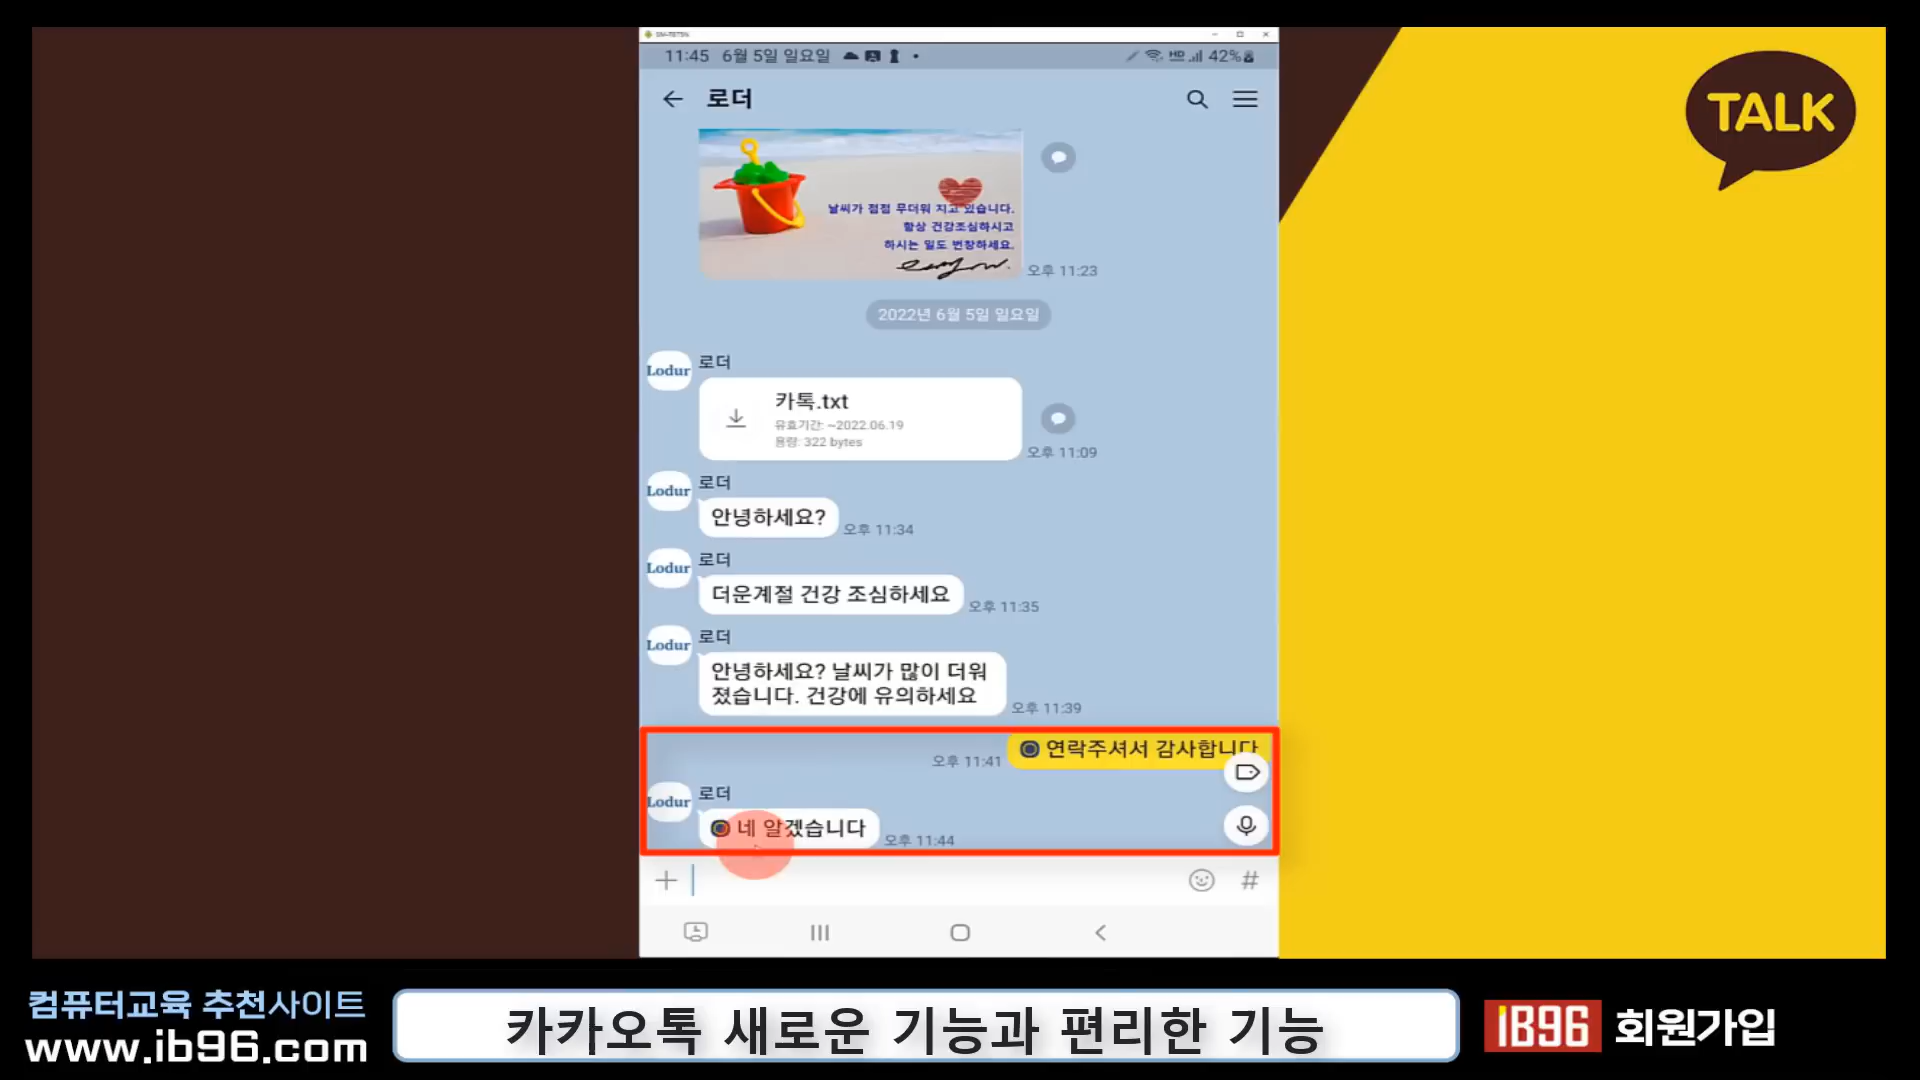 11:45 6월 5일 일요일
42%
로더
TALK
날씨가 점점 무더워 지고 있습니다.
항상 건강조심하시고
하시는 일도 번창하세요.
오후 11:23
2022년 6월 5일 일요일
Lodur
로더
카톡.txt
유효기간: ~2022.06.19
용량: 322 bytes
오후 11:09
Lodur
로더
안녕하세요?
오후 11:34
Lodur
로더
더운계절 건강 조심하세요
오후 11:35
Lodur
로더
안녕하세요? 날씨가 많이 더워
졌습니다. 건강에 유의하세요
오후 11:39
연락주셔서 감사합니다
오후 11:41
Lodur
로더
네 알겠습니다
오후 11:44
#
컴퓨터교육 추천사이트
www.ib96.com
카카오톡 새로운 기능과 편리한 기능
IB96 회원가입